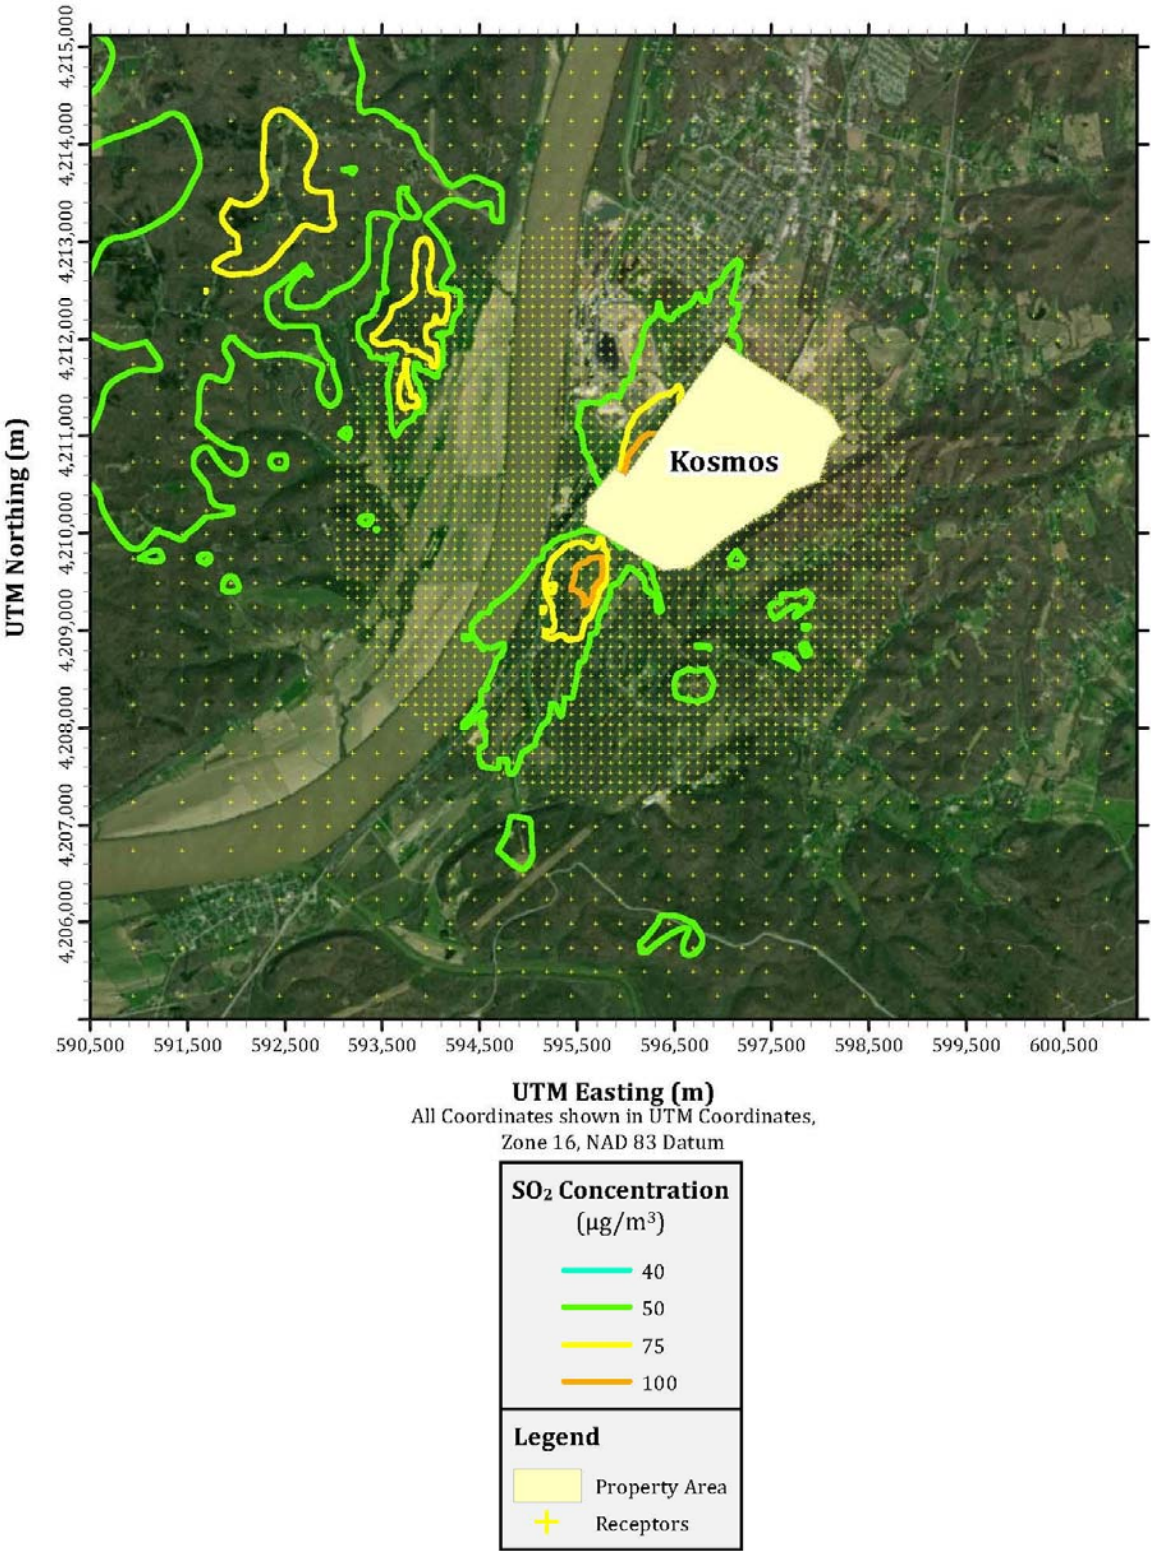 4,215,000
4,214,000
4,213,000
4,212,000
4,211,000
4,210,000
4,209,000
4,208,000
4,207,000
4,206,000
UTM Northing (m)
Kosmos
590,500 591,500 592,500 593,500 594,500 595,500 596,500 597,500 598,500 599,500 600,500
UTM Easting (m)
All Coordinates shown in UTM Coordinates,
Zone 16, NAD 83 Datum
SO₂ Concentration
(µg/m³)
40
50
75
100
Legend
Property Area
Receptors